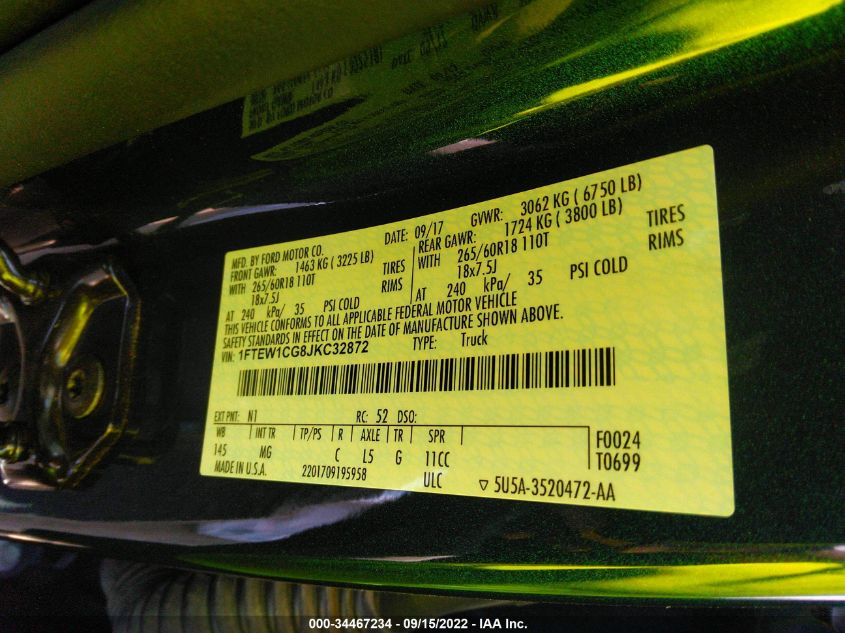 MFD. BY FORD MOTOR CO.
DATE: 09/17
GVWR: 3062 KG ( 6750 LB)
FRONT GAWR: 1463 KG ( 3225 LB)
REAR GAWR: 1724 KG ( 3800 LB)
WITH 265/60R18 110T TIRES
WITH 265/60R18 110T TIRES
18x7.5J RIMS
18x7.5J RIMS
AT 240 kPa/ 35 PSI COLD
AT 240 kPa/ 35 PSI COLD
THIS VEHICLE CONFORMS TO ALL APPLICABLE FEDERAL MOTOR VEHICLE
SAFETY STANDARDS IN EFFECT ON THE DATE OF MANUFACTURE SHOWN ABOVE.
VIN: 1FTEW1CG8JKC32872
TYPE: Truck
EXT PNT: N1 RC: 52 DSO:
WB INT TR TP/PS R AXLE TR SPR
145 MG C L5 G 11CC
F0024
T0699
MADE IN U.S.A. 2201709195958 ULC
▽ 5U5A-3520472-AA
000-34467234 - 09/15/2022 - IAA Inc.